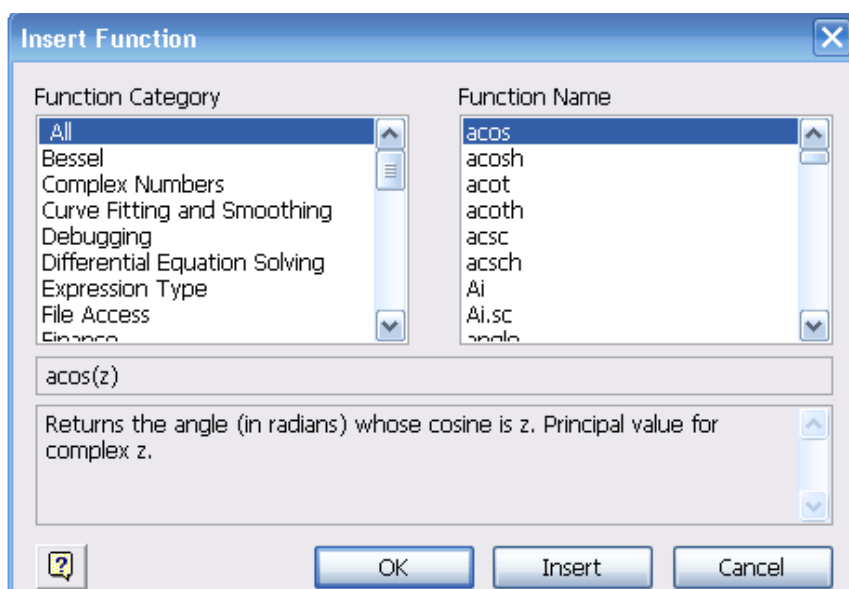 Insert Function
Function Category
All
Bessel
Complex Numbers
Curve Fitting and Smoothing
Debugging
Differential Equation Solving
Expression Type
File Access
Finance
Function Name
acos
acosh
acot
acoth
acsc
acsch
Ai
Ai.sc
angle
acos(z)
Returns the angle (in radians) whose cosine is z. Principal value for
complex z.
OK
Insert
Cancel